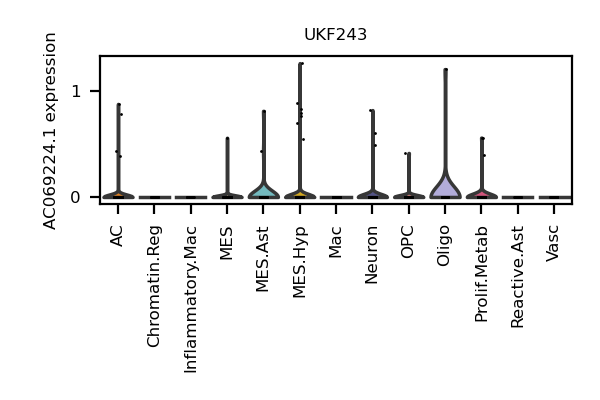 UKF243
AC069224.1 expression
1
0
AC
Chromatin.Reg
Inflammatory.Mac
MES
MES.Ast
MES.Hyp
Mac
Neuron
OPC
Oligo
Prolif.Metab
Reactive.Ast
Vasc